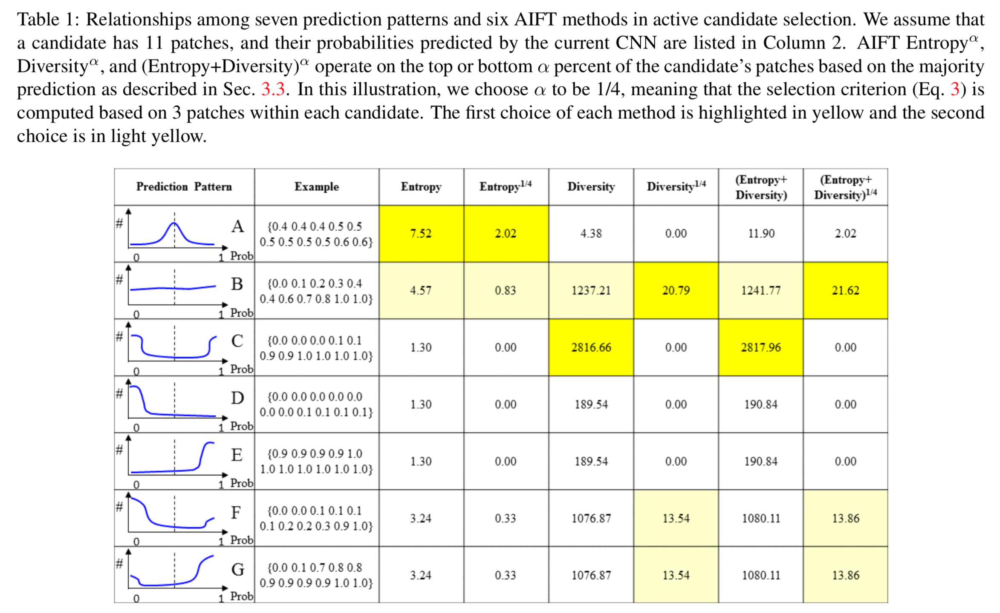 Table 1: Relationships among seven prediction patterns and six AIFT methods in active candidate selection. We assume that
a candidate has 11 patches, and their probabilities predicted by the current CNN are listed in Column 2. AIFT Entropy^α,
Diversity^α, and (Entropy+Diversity)^α operate on the top or bottom α percent of the candidate's patches based on the majority
prediction as described in Sec. 3.3. In this illustration, we choose α to be 1/4, meaning that the selection criterion (Eq. 3) is
computed based on 3 patches within each candidate. The first choice of each method is highlighted in yellow and the second
choice is in light yellow.
Prediction Pattern Example Entropy Entropy^1/4 Diversity Diversity^1/4 (Entropy+ Diversity) (Entropy+ Diversity)^1/4
# A {0.4 0.4 0.4 0.5 0.5
0.5 0.5 0.5 0.5 0.6 0.6} 7.52 2.02 4.38 0.00 11.90 2.02
0 1 Prob
# B {0.0 0.1 0.2 0.3 0.4
0.4 0.6 0.7 0.8 1.0 1.0} 4.57 0.83 1237.21 20.79 1241.77 21.62
0 1 Prob
# C {0.0 0.0 0.0 0.1 0.1
0.9 0.9 1.0 1.0 1.0 1.0} 1.30 0.00 2816.66 0.00 2817.96 0.00
0 1 Prob
# D {0.0 0.0 0.0 0.0 0.0
0.0 0.0 0.1 0.1 0.1 0.1} 1.30 0.00 189.54 0.00 190.84 0.00
0 1 Prob
# E {0.9 0.9 0.9 0.9 1.0
1.0 1.0 1.0 1.0 1.0 1.0} 1.30 0.00 189.54 0.00 190.84 0.00
0 1 Prob
# F {0.0 0.0 0.1 0.1 0.1
0.1 0.2 0.2 0.3 0.9 1.0} 3.24 0.33 1076.87 13.54 1080.11 13.86
0 1 Prob
# G {0.0 0.1 0.7 0.8 0.8
0.9 0.9 0.9 0.9 1.0 1.0} 3.24 0.33 1076.87 13.54 1080.11 13.86
0 1 Prob